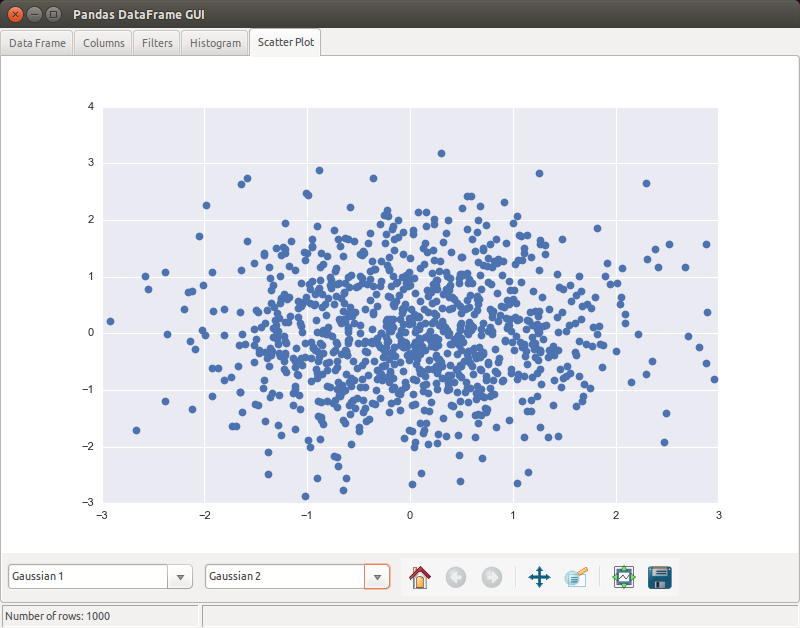 Pandas DataFrame GUI
Data Frame Columns Filters Histogram Scatter Plot
4
3
2
1
0
−1
−2
−3
−3 −2 −1 0 1 2 3
Gaussian 1 Gaussian 2
Number of rows: 1000